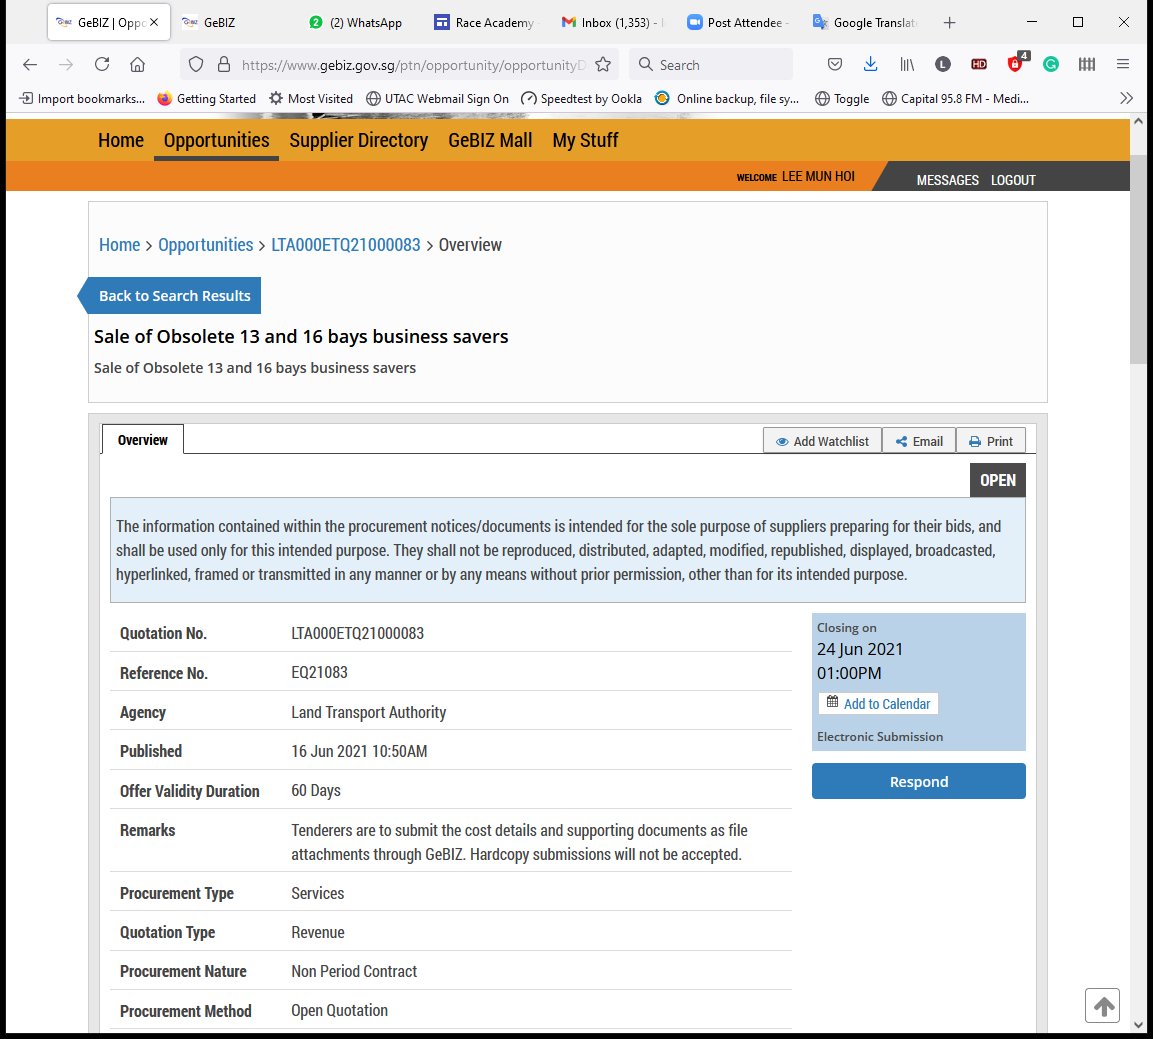 GeBIZ | Oppo
GeBIZ
(2) WhatsApp
Race Academy
Inbox (1,353) -
Post Attendee -
Google Translat
https://www.gebiz.gov.sg/ptn/opportunity/opportunityD
Search
L
HD
4
G
Import bookmarks...
Getting Started
Most Visited
UTAC Webmail Sign On
Speedtest by Ookla
Online backup, file sy...
Toggle
Capital 95.8 FM - Medi...
Home
Opportunities
Supplier Directory
GeBIZ Mall
My Stuff
WELCOME LEE MUN HOI
MESSAGES
LOGOUT
Home > Opportunities > LTA000ETQ21000083 > Overview
Back to Search Results
Sale of Obsolete 13 and 16 bays business savers
Sale of Obsolete 13 and 16 bays business savers
Overview
Add Watchlist
Email
Print
OPEN
The information contained within the procurement notices/documents is intended for the sole purpose of suppliers preparing for their bids, and
shall be used only for this intended purpose. They shall not be reproduced, distributed, adapted, modified, republished, displayed, broadcasted,
hyperlinked, framed or transmitted in any manner or by any means without prior permission, other than for its intended purpose.
Quotation No. LTA000ETQ21000083
Reference No. EQ21083
Agency Land Transport Authority
Published 16 Jun 2021 10:50AM
Offer Validity Duration 60 Days
Remarks Tenderers are to submit the cost details and supporting documents as file
attachments through GeBIZ. Hardcopy submissions will not be accepted.
Procurement Type Services
Quotation Type Revenue
Procurement Nature Non Period Contract
Procurement Method Open Quotation
Closing on
24 Jun 2021
01:00PM
Add to Calendar
Electronic Submission
Respond